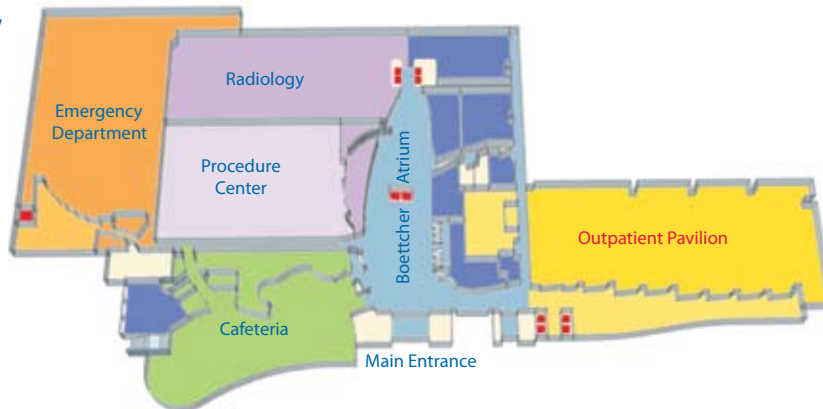 Radiology
Emergency
Department
Procedure
Center
Boettcher Atrium
Outpatient Pavilion
Cafeteria
Main Entrance